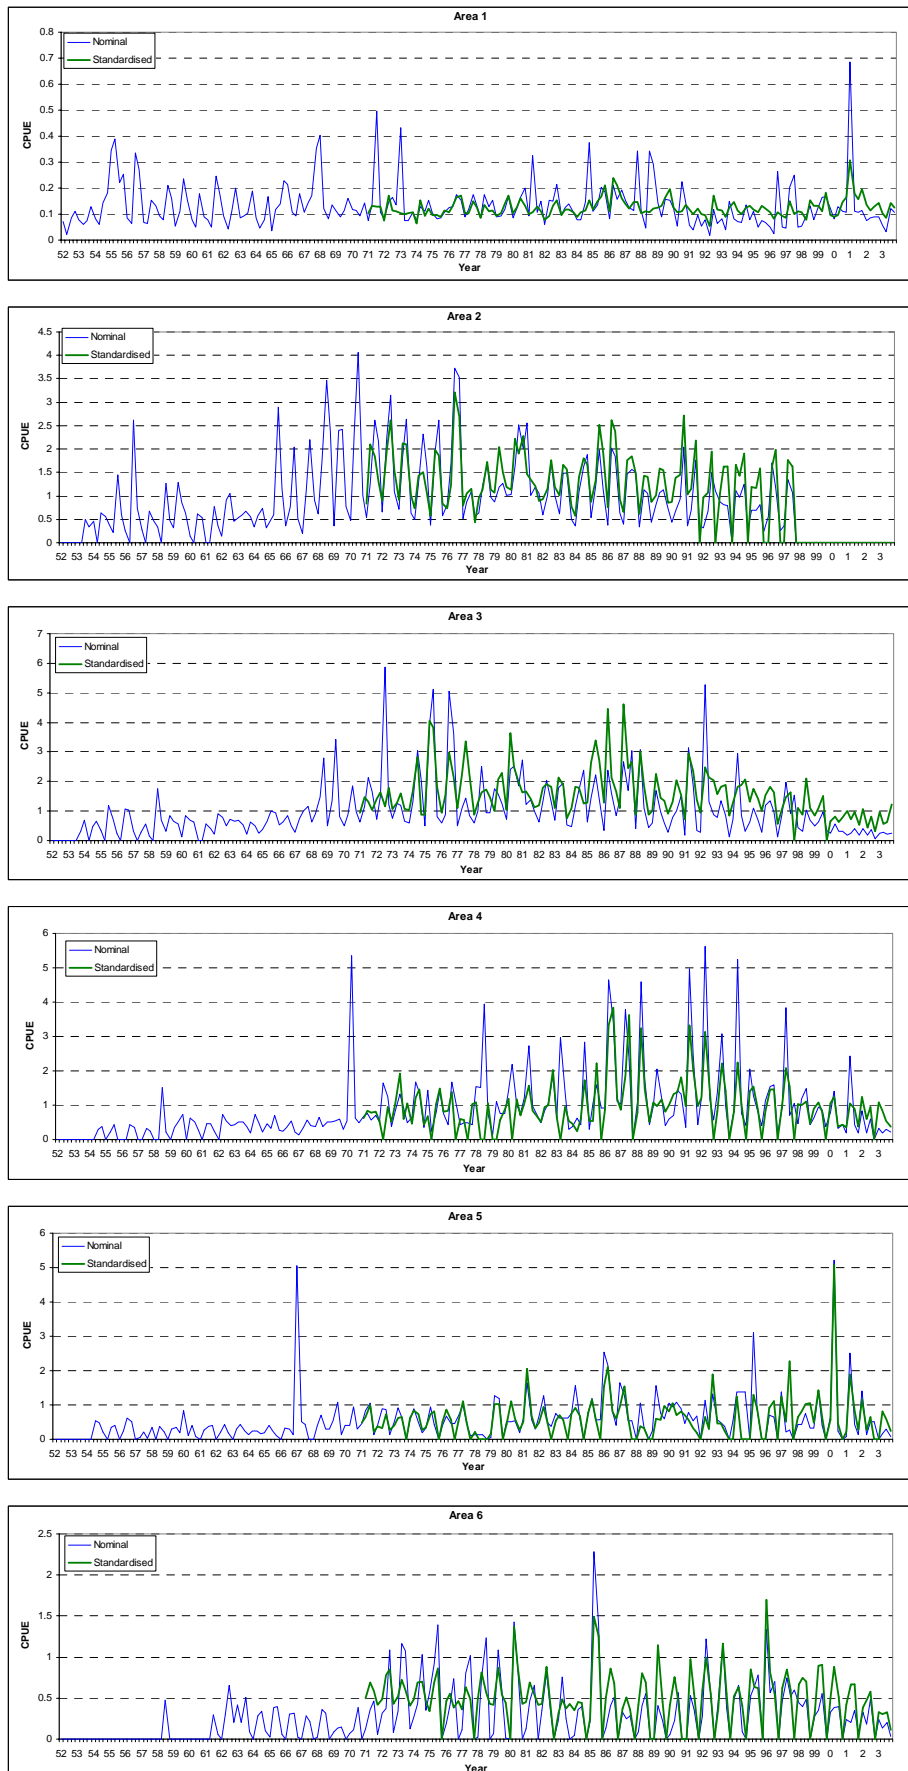 Area 1
0.8
0.7
0.6
0.5
0.4
0.3
0.2
0.1
0
CPUE
Nominal
Standardised
52 53 54 55 56 57 58 59 60 61 62 63 64 65 66 67 68 69 70 71 72 73 74 75 76 77 78 79 80 81 82 83 84 85 86 87 88 89 90 91 92 93 94 95 96 97 98 99 0 1 2 3
Year
Area 2
4.5
4
3.5
3
2.5
2
1.5
1
0.5
0
CPUE
Nominal
Standardised
52 53 54 55 56 57 58 59 60 61 62 63 64 65 66 67 68 69 70 71 72 73 74 75 76 77 78 79 80 81 82 83 84 85 86 87 88 89 90 91 92 93 94 95 96 97 98 99 0 1 2 3
Year
Area 3
7
6
5
4
3
2
1
0
CPUE
Nominal
Standardised
52 53 54 55 56 57 58 59 60 61 62 63 64 65 66 67 68 69 70 71 72 73 74 75 76 77 78 79 80 81 82 83 84 85 86 87 88 89 90 91 92 93 94 95 96 97 98 99 0 1 2 3
Year
Area 4
6
5
4
3
2
1
0
CPUE
Nominal
Standardised
52 53 54 55 56 57 58 59 60 61 62 63 64 65 66 67 68 69 70 71 72 73 74 75 76 77 78 79 80 81 82 83 84 85 86 87 88 89 90 91 92 93 94 95 96 97 98 99 0 1 2 3
Year
Area 5
6
5
4
3
2
1
0
CPUE
Nominal
Standardised
52 53 54 55 56 57 58 59 60 61 62 63 64 65 66 67 68 69 70 71 72 73 74 75 76 77 78 79 80 81 82 83 84 85 86 87 88 89 90 91 92 93 94 95 96 97 98 99 0 1 2 3
Year
Area 6
2.5
2
1.5
1
0.5
0
CPUE
Nominal
Standardised
52 53 54 55 56 57 58 59 60 61 62 63 64 65 66 67 68 69 70 71 72 73 74 75 76 77 78 79 80 81 82 83 84 85 86 87 88 89 90 91 92 93 94 95 96 97 98 99 0 1 2 3
Year